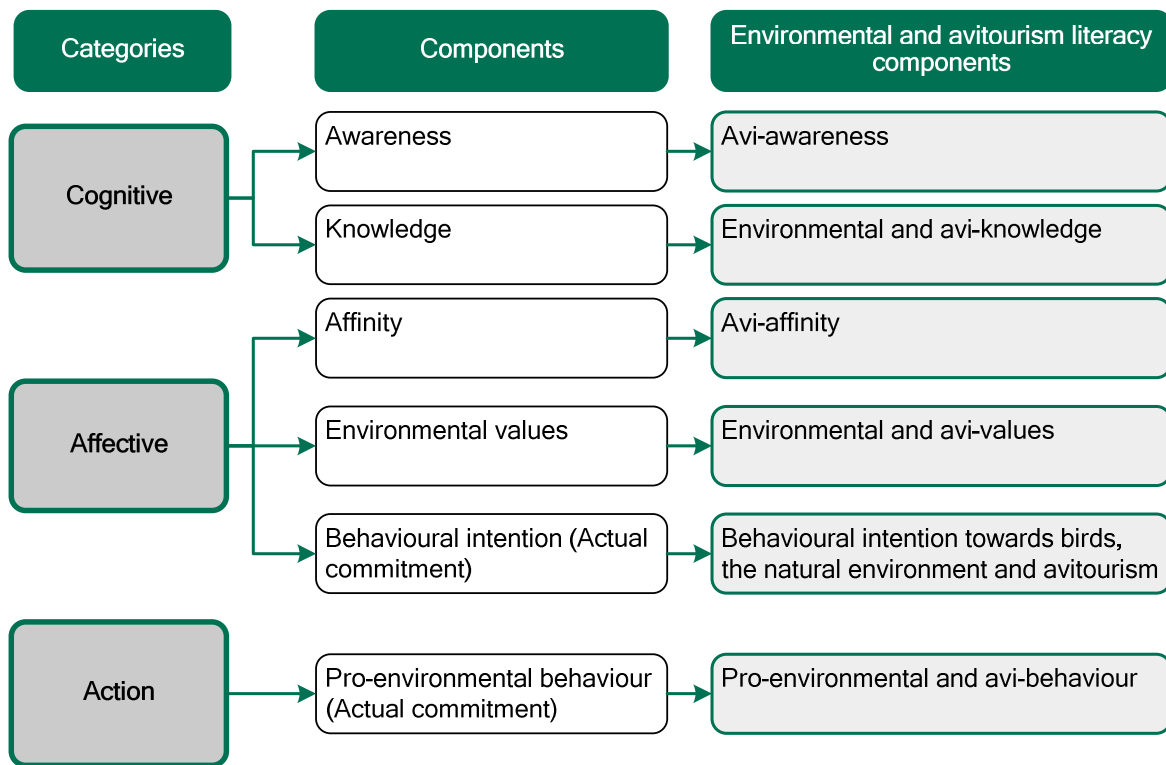 Categories
Components
Environmental and avitourism literacy
components
Cognitive
Awareness
Avi-awareness
Knowledge
Environmental and avi-knowledge
Affective
Affinity
Avi-affinity
Environmental values
Environmental and avi-values
Behavioural intention (Actual
commitment)
Behavioural intention towards birds,
the natural environment and avitourism
Action
Pro-environmental behaviour
(Actual commitment)
Pro-environmental and avi-behaviour